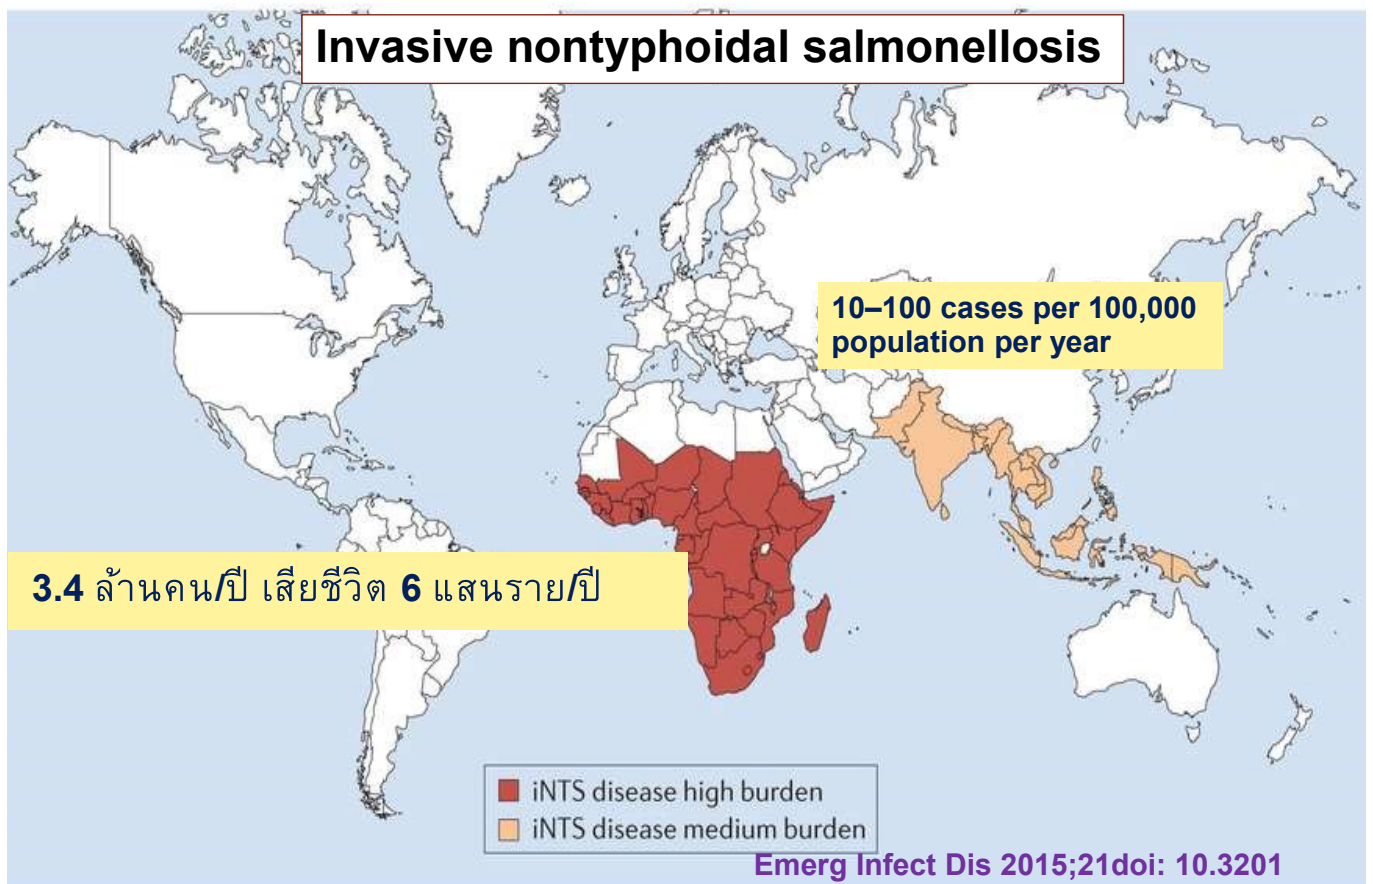 Invasive nontyphoidal salmonellosis
10–100 cases per 100,000
population per year
3.4 ล้านคน/ปี เสียชีวิต 6 แสนราย/ปี
iNTS disease high burden
iNTS disease medium burden
Emerg Infect Dis 2015;21doi: 10.3201